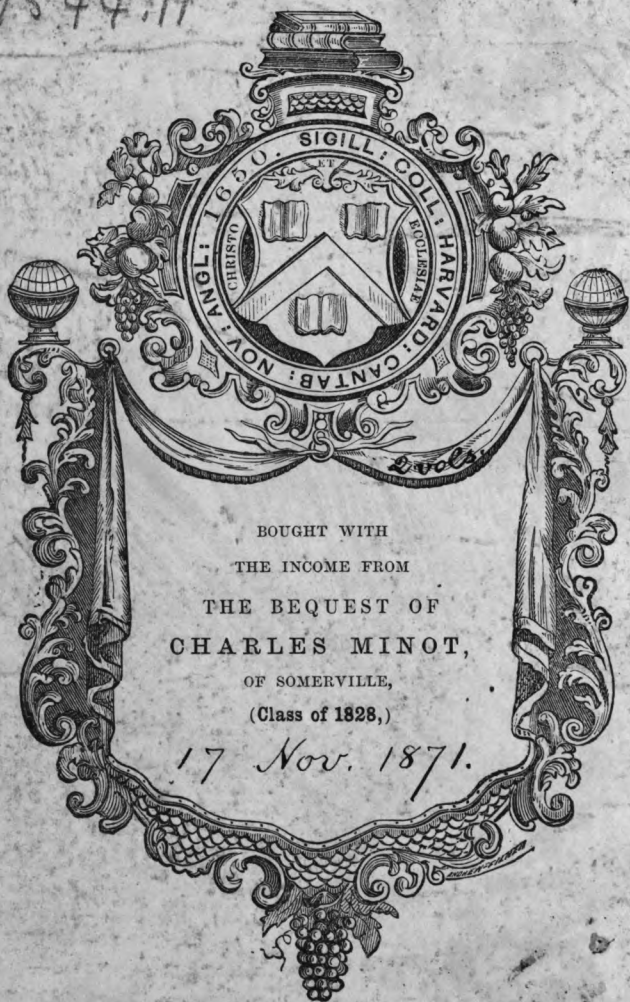 SIGILL: COLL: HARVARD: CANTAB: NOV: ANGL: 1650.
ET
CHRISTO
ECCLESIAE
2 vols.
BOUGHT WITH
THE INCOME FROM
THE BEQUEST OF
CHARLES MINOT,
OF SOMERVILLE,
(Class of 1828,)
17 Nov. 1871.